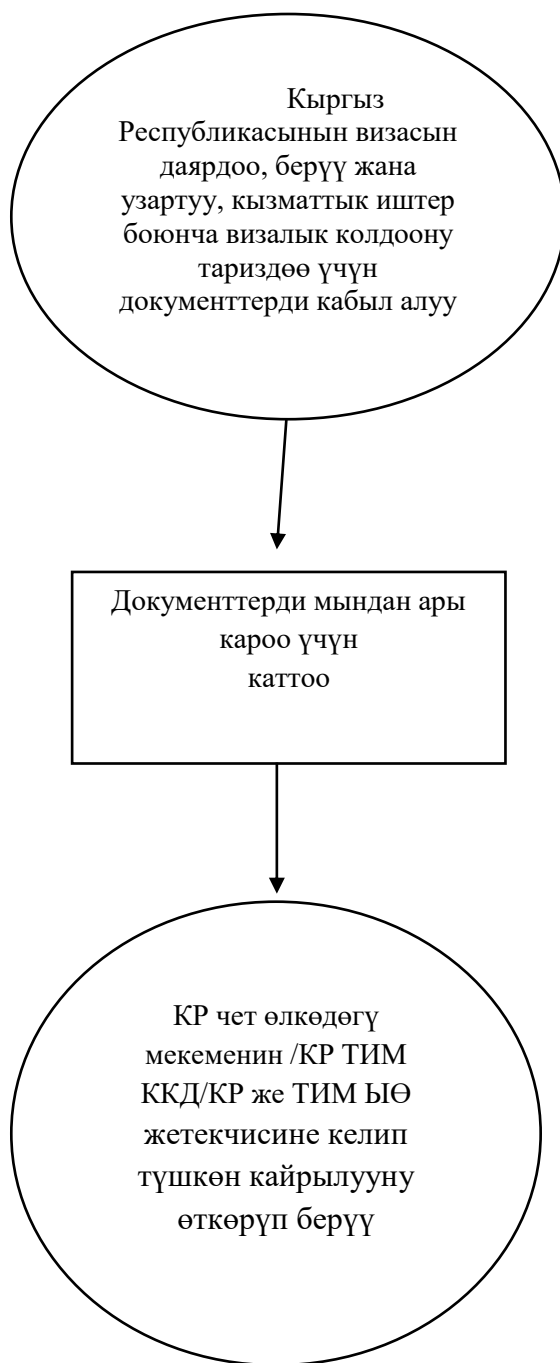 Кыргыз
Республикасынын визасын
даярдоо, берүү жана
узартуу, кызматтык иштер
боюнча визалык колдоону
тариздөө үчүн
документтерди кабыл алуу
Документтерди мындан ары
кароо үчүн
каттоо
КР чет өлкөдөгү
мекеменин /КР ТИМ
ККД/КР же ТИМ ЫӨ
жетекчисине келип
түшкөн кайрылууну
өткөрүп берүү